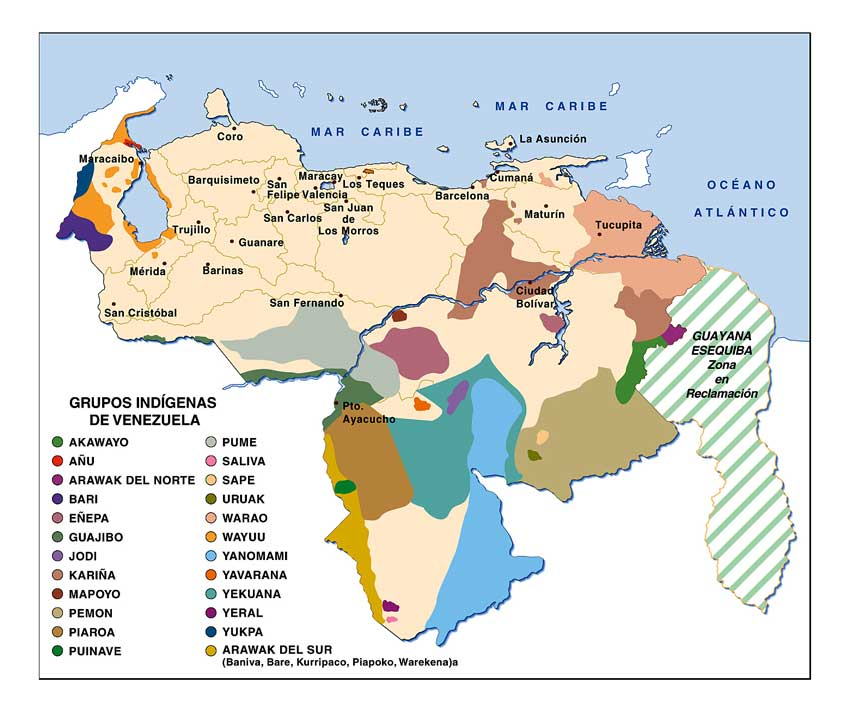 MAR CARIBE
MAR CARIBE
La Asunción
Coro
Maracaibo
Cumaná
Barquisimeto
San Felipe
Maracay
Valencia
Los Teques
Barcelona
OCÉANO
ATLÁNTICO
San Carlos
San Juan
de
Los Morros
Maturín
Tucupita
Trujillo
Guanare
Mérida
Barinas
Ciudad
Bolívar
San Cristóbal
San Fernando
GUAYANA
ESEQUIBA
Zona
en
Reclamación
Pto.
Ayacucho
GRUPOS INDÍGENAS
DE VENEZUELA
AKAWAYO
AÑU
ARAWAK DEL NORTE
BARI
EÑEPA
GUAJIBO
JODI
KARIÑA
MAPOYO
PEMON
PIAROA
PUINAVE
PUME
SALIVA
SAPE
URUAK
WARAO
WAYUU
YANOMAMI
YAVARANA
YEKUANA
YERAL
YUKPA
ARAWAK DEL SUR
(Baniva, Bare, Kurripaco, Piapoko, Warekena)a